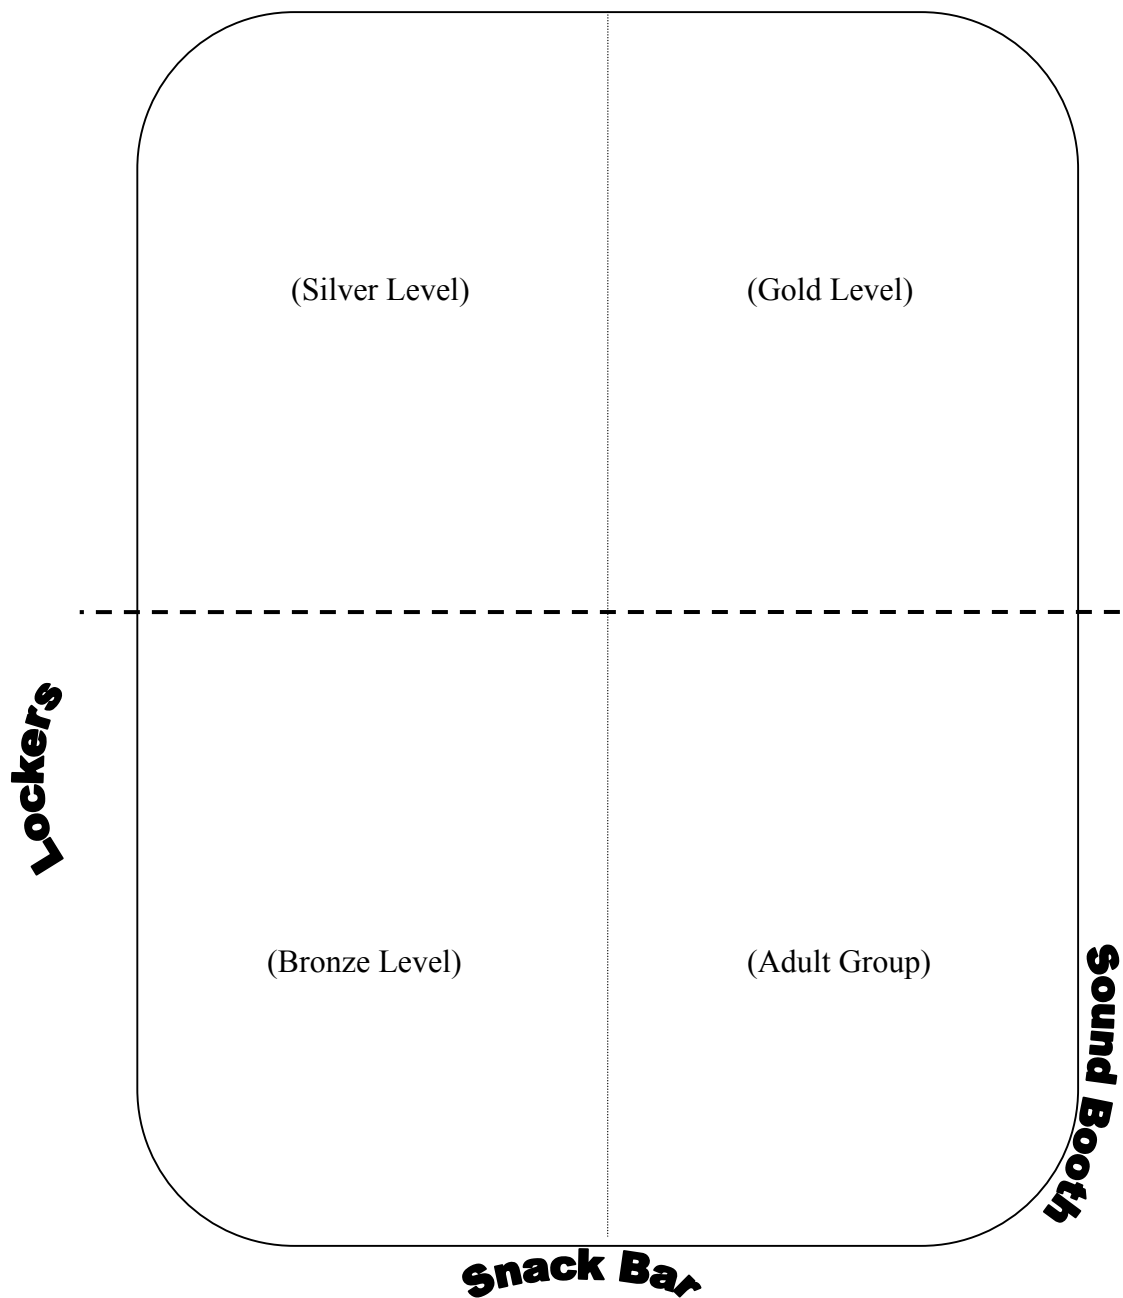 (Silver Level)
(Gold Level)
Lockers
(Bronze Level)
(Adult Group)
Sound Booth
Snack Bar